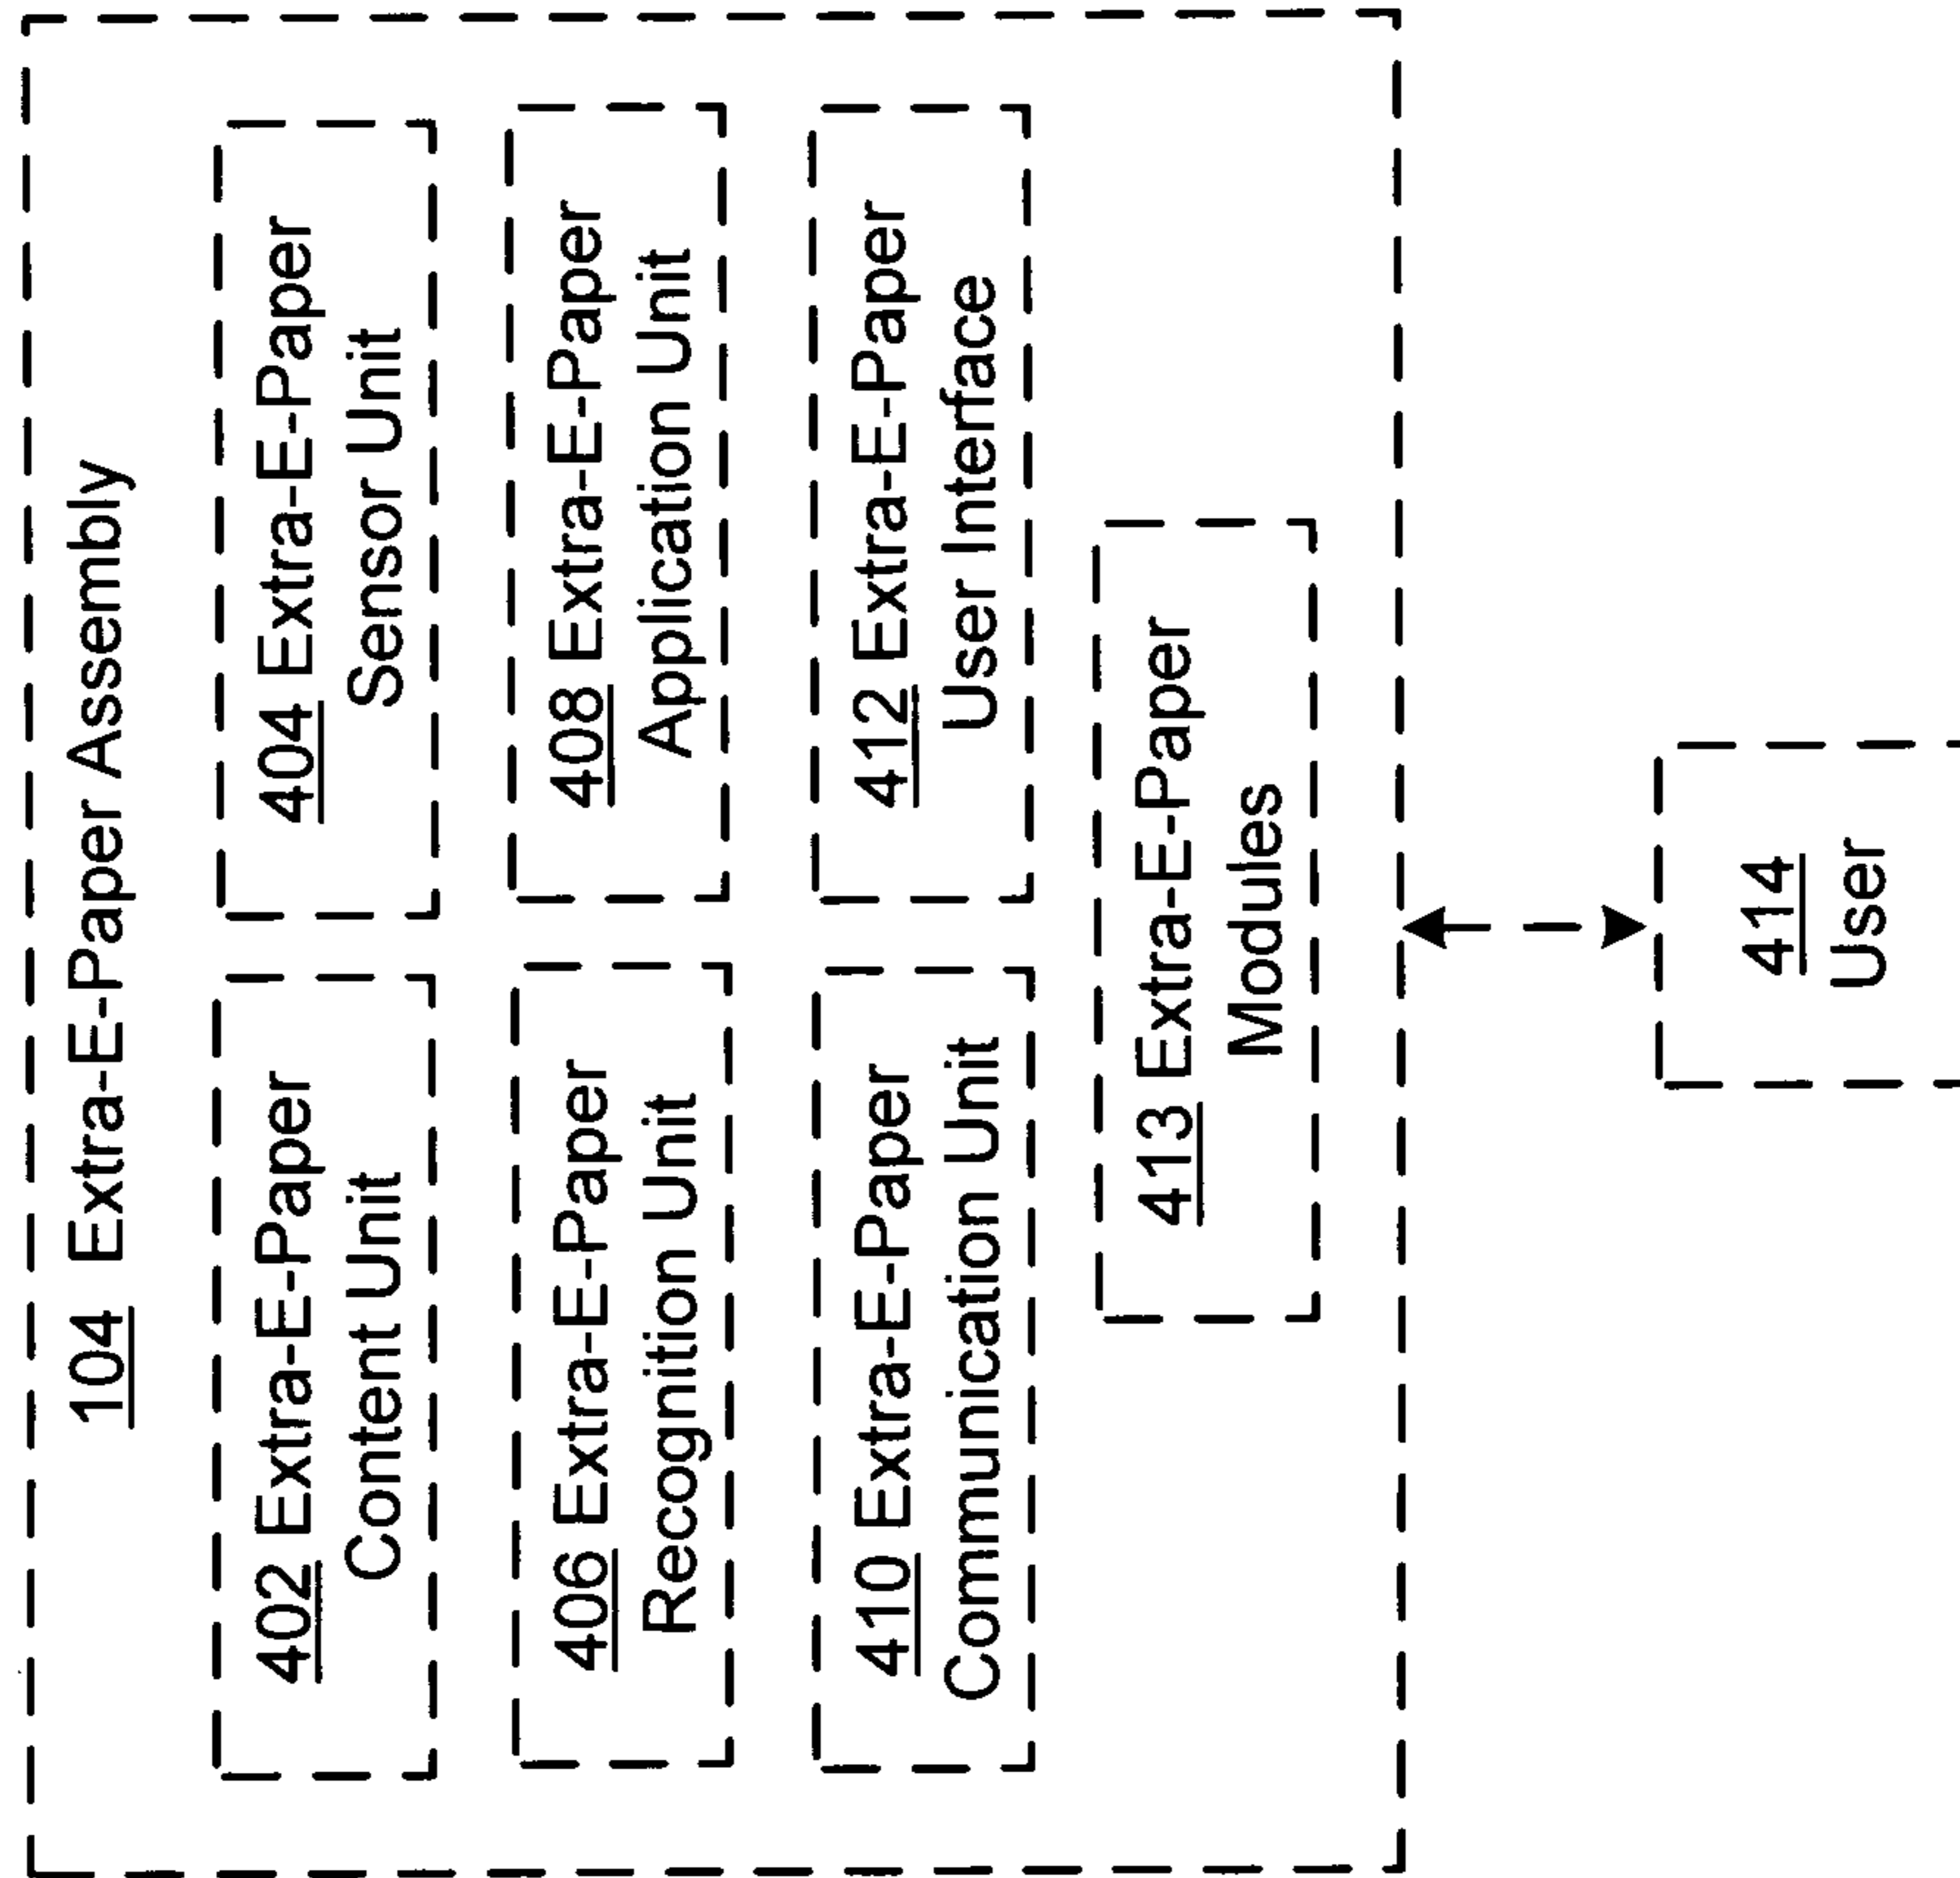 104 Extra-E-Paper Assembly
402 Extra-E-Paper
Content Unit
404 Extra-E-Paper
Sensor Unit
406 Extra-E-Paper
Recognition Unit
408 Extra-E-Paper
Application Unit
410 Extra-E-Paper
Communication Unit
412 Extra-E-Paper
User Interface
413 Extra-E-Paper
Modules
414
User